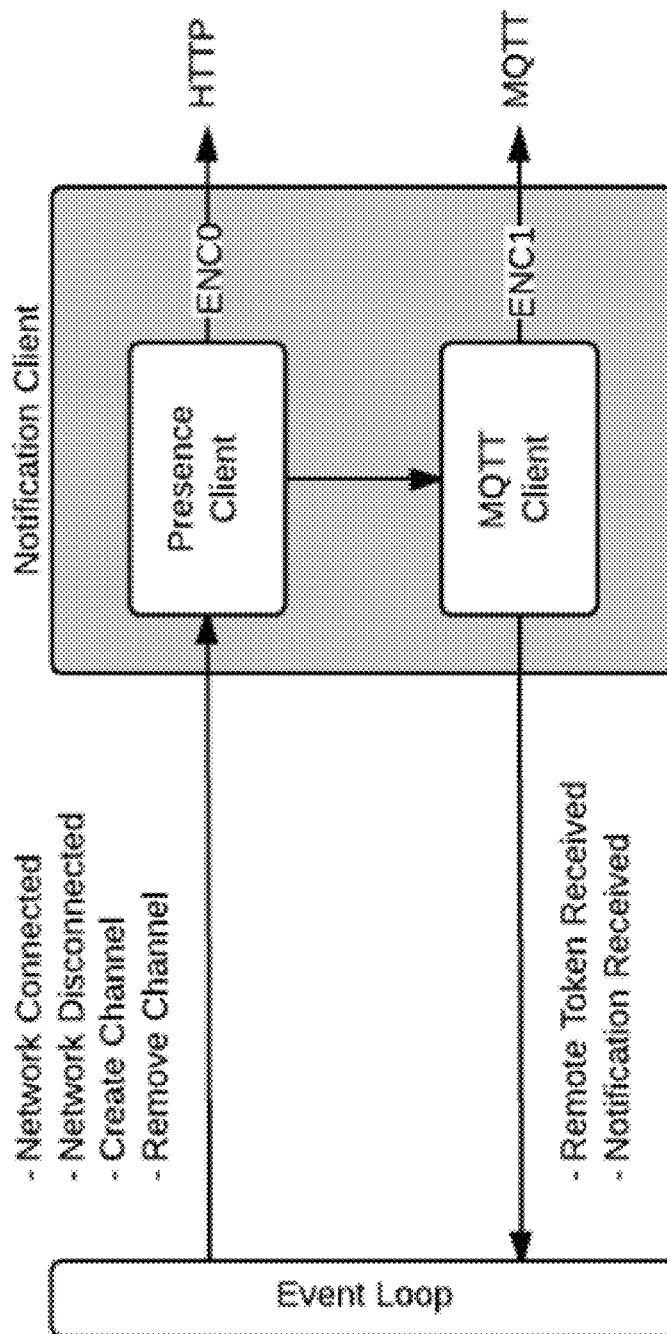 Notification Client
- Network Connected
- Network Disconnected
- Create Channel
- Remove Channel
Presence
Client
ENC0
HTTP
Event Loop
MQTT
Client
ENC1
MQTT
- Remote Token Received
- Notification Received